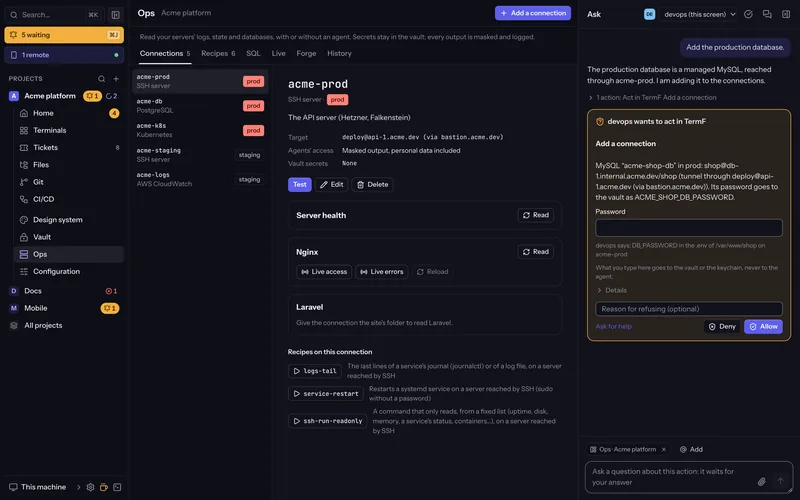 Search...
⌘K
5 waiting
⌘J
1 remote
PROJECTS
A
Acme platform
1
2
Home
4
Terminals
Tickets
8
Files
Git
CI/CD
Design system
Vault
Ops
Configuration
D
Docs
1
M
Mobile
1
All projects
This machine
Ops
Acme platform
Add a connection
Read your servers' logs, state and databases, with or without an agent. Secrets stay in the vault; every output is masked and logged.
Connections 5
Recipes 6
SQL
Live
Forge
History
acme-prod
SSH server
prod
acme-db
PostgreSQL
prod
acme-k8s
Kubernetes
prod
acme-staging
SSH server
staging
acme-logs
AWS CloudWatch
staging
acme-prod
SSH server
prod
The API server (Hetzner, Falkenstein)
Target
deploy@api-1.acme.dev (via bastion.acme.dev)
Agents' access
Masked output, personal data included
Vault secrets
None
Test
Edit
Delete
Server health
Read
Nginx
Read
Live access
Live errors
Reload
Laravel
Give the connection the site's folder to read Laravel.
Recipes on this connection
logs-tail
The last lines of a service's journal (journalctl) or of a log file, on a server
reached by SSH
service-restart
Restarts a systemd service on a server reached by SSH (sudo
without a password)
ssh-run-readonly
A command that only reads, from a fixed list (uptime, disk,
memory, a service's status, containers...), on a server reached
by SSH
Ask
DE
devops (this screen)
Add the production database.
The production database is a managed MySQL, reached
through acme-prod. I am adding it to the connections.
1 action: Act in TermF Add a connection
devops wants to act in TermF
Add a connection
MySQL "acme-shop-db" in prod: shop@db-
1.internal.acme.dev/shop (tunnel through deploy@api-
1.acme.dev (via bastion.acme.dev)). Its password goes to
the vault as ACME_SHOP_DB_PASSWORD.
Password
devops says: DB_PASSWORD in the .env of /var/www/shop on
acme-prod
What you type here goes to the vault or the keychain, never to the
agent.
Details
Reason for refusing (optional)
Ask for help
Deny
Allow
Ops · Acme platform
Add
Ask a question about this action: it waits for
your answer